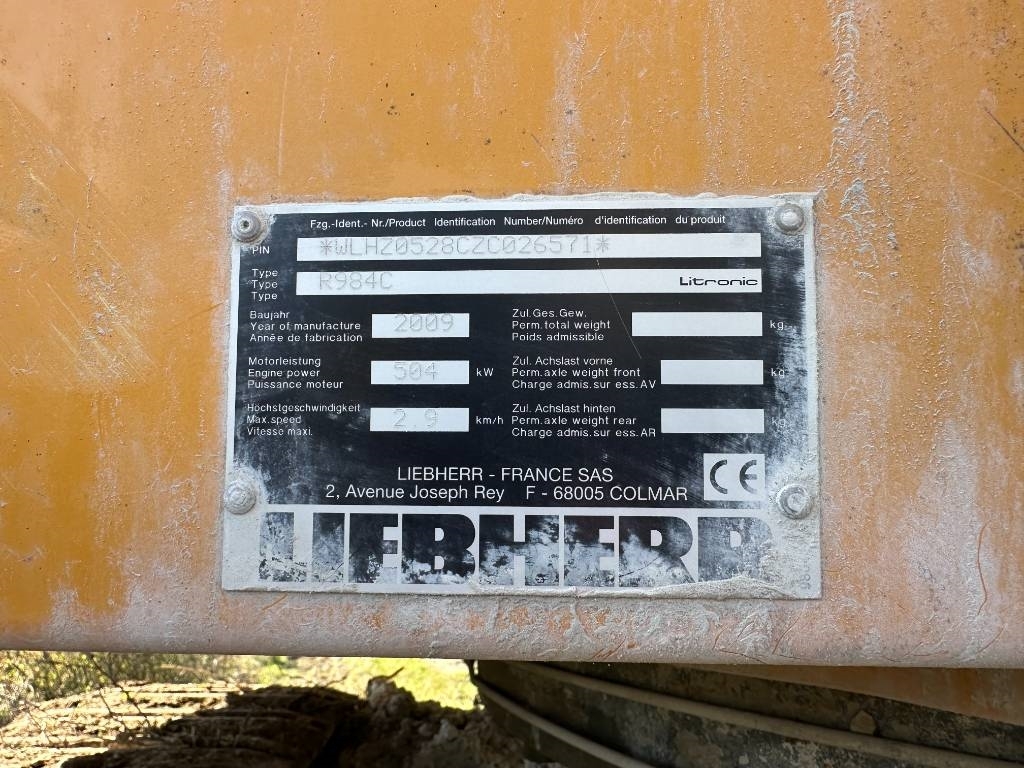 Fzg.-Ident.- Nr./Product Identification Number/Numéro d'identification du produit
PIN *WLHZ0528CZC026571*
Type
Type R984C Litronic
Type
Baujahr
Year of manufacture 2009
Année de fabrication
Motorleistung
Engine power 504 kW
Puissance moteur
Höchstgeschwindigkeit
Max.speed 2,9 km/h
Vitesse maxi.
Zul.Ges.Gew.
Perm.total weight kg
Poids admissible
Zul. Achslast vorne
Perm.axle weight front kg
Charge admis.sur ess.AV
Zul. Achslast hinten
Perm.axle weight rear kg
Charge admis.sur ess.AR
LIEBHERR - FRANCE SAS
2, Avenue Joseph Rey F - 68005 COLMAR
CE
LIEBHERR